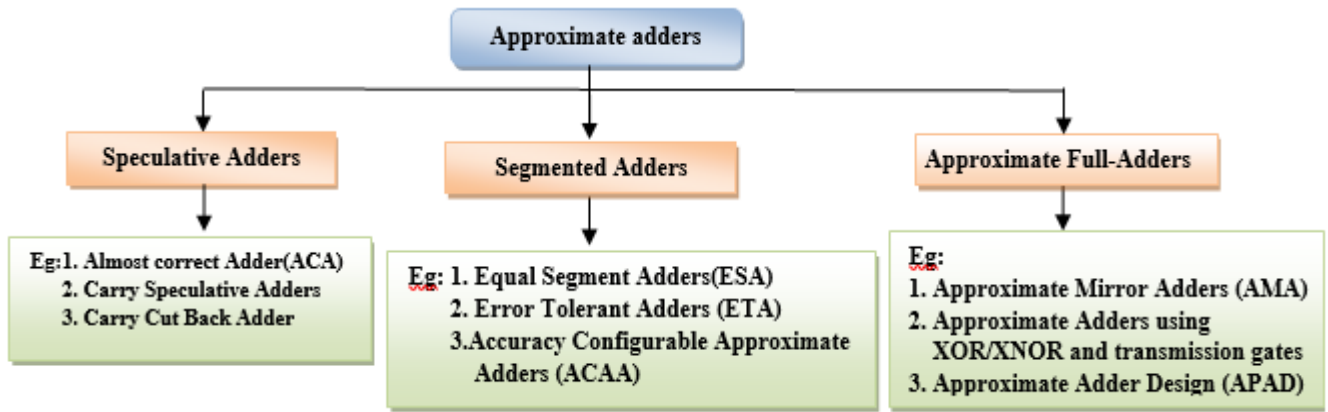 Approximate adders
Speculative Adders
Segmented Adders
Approximate Full-Adders
Eg:1. Almost correct Adder(ACA)
2. Carry Speculative Adders
3. Carry Cut Back Adder
Eg: 1. Equal Segment Adders(ESA)
2. Error Tolerant Adders (ETA)
3.Accuracy Configurable Approximate
Adders (ACAA)
Eg:
1. Approximate Mirror Adders (AMA)
2. Approximate Adders using
XOR/XNOR and transmission gates
3. Approximate Adder Design (APAD)